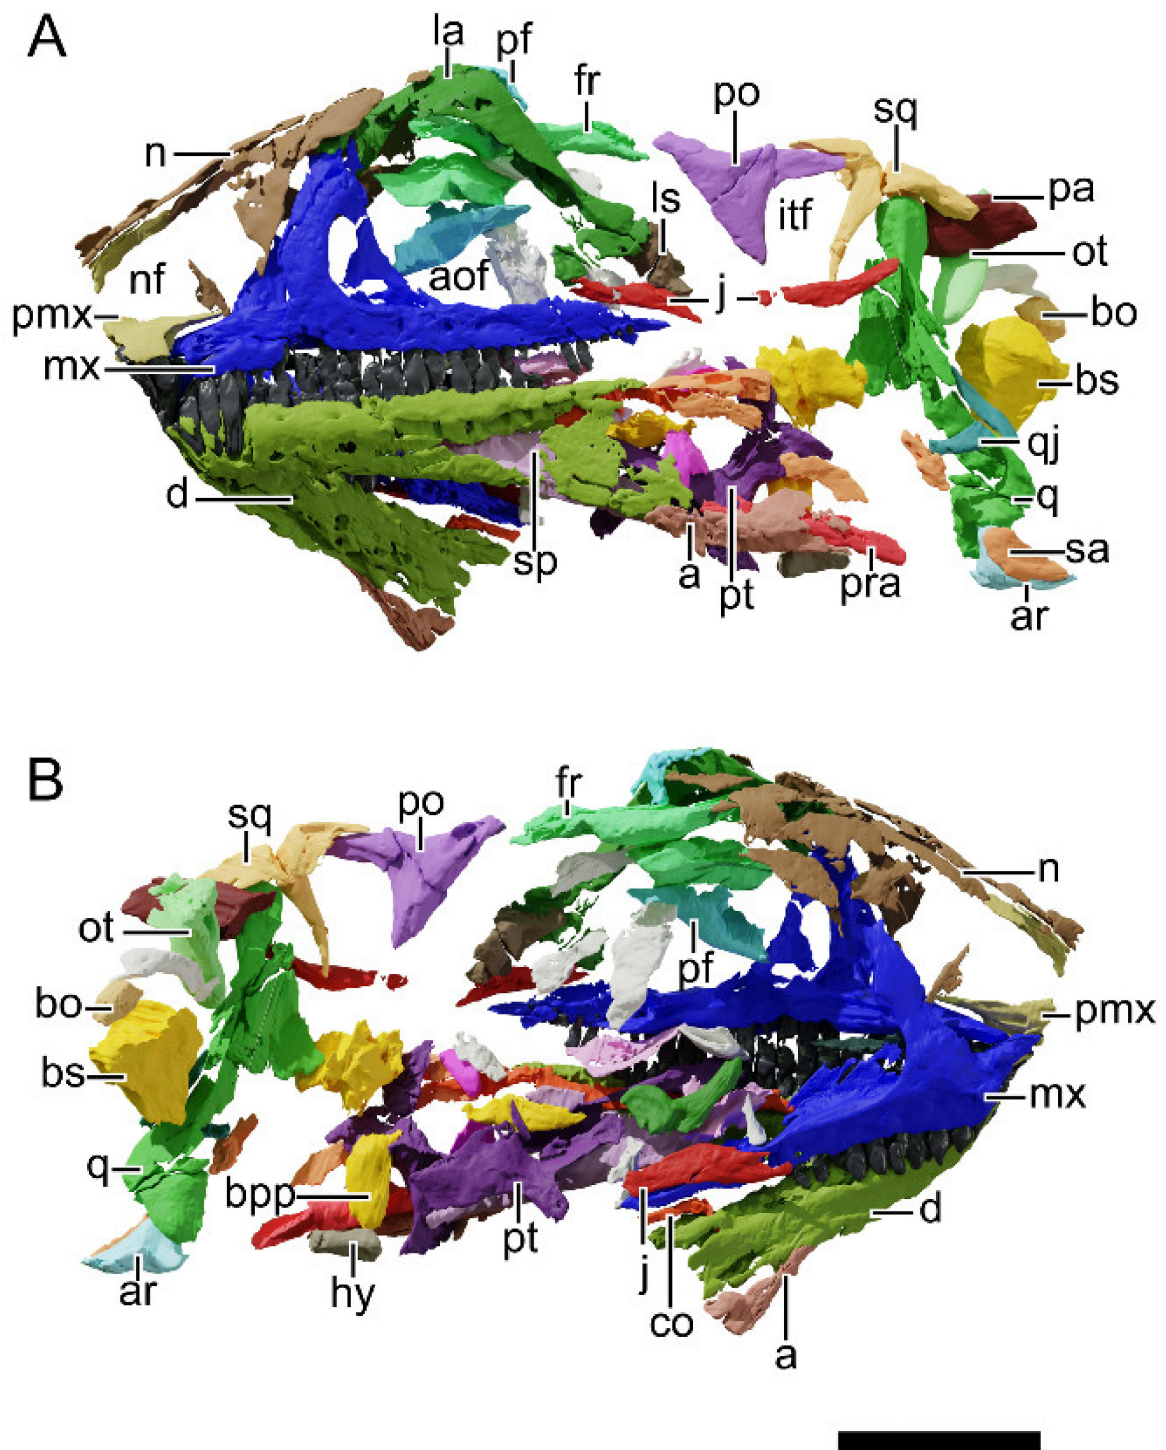 A
la
pf
fr
po
sq
n
pa
ls
itf
ot
nf
aof
j
bo
pmx
mx
bs
qj
d
q
sp
a
pt
pra
sa
ar
B
fr
po
sq
n
ot
pf
bo
pmx
bs
mx
q
bpp
pt
d
ar
hy
j
co
a